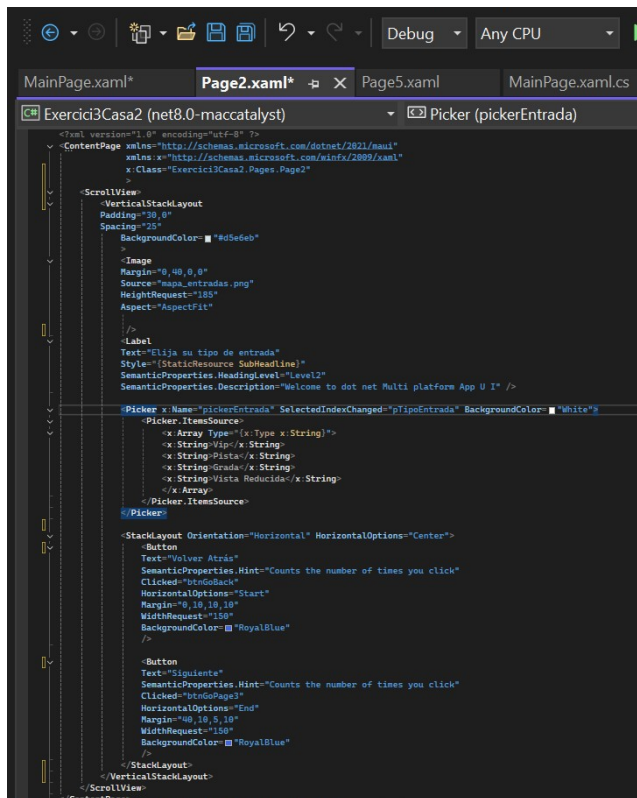 Debug Any CPU
MainPage.xaml* Page2.xaml* Page5.xaml MainPage.xaml.cs
C# Exercici3Casa2 (net8.0-maccatalyst) Picker (pickerEntrada)
<?xml version="1.0" encoding="utf-8" ?>
<ContentPage xmlns="http://schemas.microsoft.com/dotnet/2021/maui"
xmlns:x="http://schemas.microsoft.com/winfx/2009/xaml"
x:Class="Exercici3Casa2.Pages.Page2"
>
<ScrollView>
<VerticalStackLayout
Padding="30,0"
Spacing="25"
BackgroundColor="#d5e6eb"
>
<Image
Margin="0,40,0,0"
Source="mapa_entradas.png"
HeightRequest="185"
Aspect="AspectFit"
/>
<Label
Text="Elija su tipo de entrada"
Style="{StaticResource SubHeadline}"
SemanticProperties.HeadingLevel="Level2"
SemanticProperties.Description="Welcome to dot net Multi platform App U I" />
<Picker x:Name="pickerEntrada" SelectedIndexChanged="pTipoEntrada" BackgroundColor="White">
<Picker.ItemsSource>
<x:Array Type="{x:Type x:String}">
<x:String>Vip</x:String>
<x:String>Pista</x:String>
<x:String>Grada</x:String>
<x:String>Vista Reducida</x:String>
</x:Array>
</Picker.ItemsSource>
</Picker>
<StackLayout Orientation="Horizontal" HorizontalOptions="Center">
<Button
Text="Volver Atrás"
SemanticProperties.Hint="Counts the number of times you click"
Clicked="btnGoBack"
HorizontalOptions="Start"
Margin="0,10,10,10"
WidthRequest="150"
BackgroundColor="RoyalBlue"
/>
<Button
Text="Siguiente"
SemanticProperties.Hint="Counts the number of times you click"
Clicked="btnGoPage3"
HorizontalOptions="End"
Margin="40,10,5,10"
WidthRequest="150"
BackgroundColor="RoyalBlue"
/>
</StackLayout>
</VerticalStackLayout>
</ScrollView>